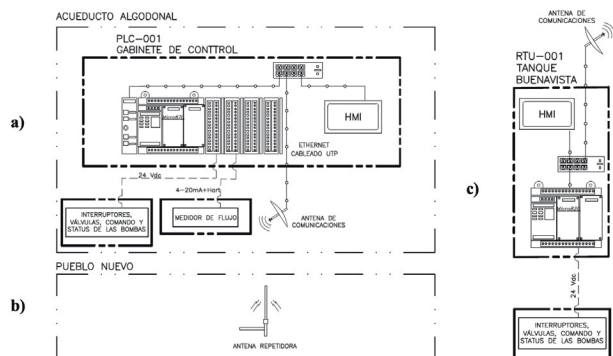 ACUEDUCTO ALGODONAL
PLC-001
GABINETE DE CONTTROL
a)
HMI
ETHERNET
CABLEADO UTP
24 Vdc
4-20mA+Hart
INTERRUPTORES,
VÁLVULAS, COMANDO Y
STATUS DE LAS BOMBAS
MEDIDOR DE FLUJO
ANTENA DE
COMUNICACIONES
PUEBLO NUEVO
b)
ANTENA REPETIDORA
ANTENA DE
COMUNICACIONES
RTU-001
TANQUE
BUENAVISTA
HMI
c)
24 Vdc
INTERRUPTORES,
VÁLVULAS, COMANDO Y
STATUS DE LAS BOMBAS